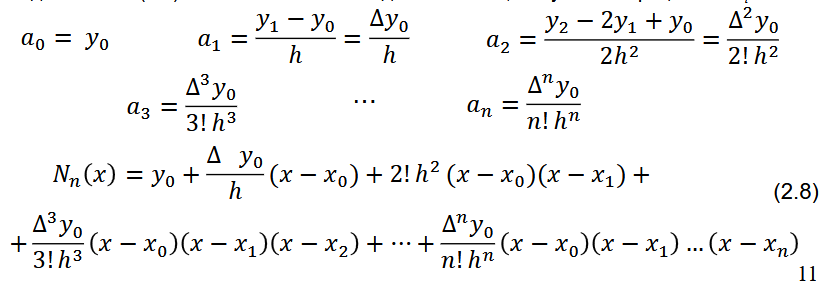 a₀ = y₀   a₁ = (y₁ − y₀)/h = Δy₀/h   a₂ = (y₂ − 2y₁ + y₀)/(2h²) = Δ²y₀/(2! h²)
a₃ = Δ³y₀/(3! h³)   ⋯   aₙ = Δⁿy₀/(n! hⁿ)
Nₙ(x) = y₀ + (Δ y₀)/h (x − x₀) + 2! h² (x − x₀)(x − x₁) +
(2.8)
+ Δ³y₀/(3! h³) (x − x₀)(x − x₁)(x − x₂) + ⋯ + Δⁿy₀/(n! hⁿ) (x − x₀)(x − x₁) … (x − xₙ)
11